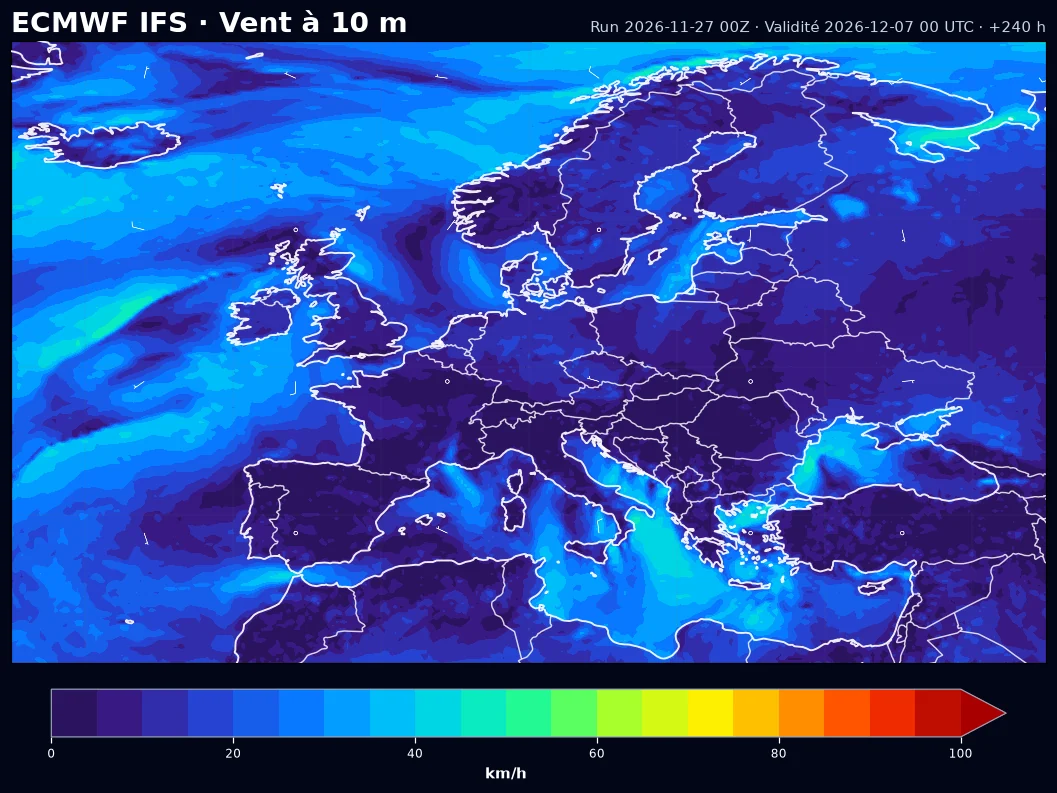 ECMWF IFS · Vent à 10 m
Run 2026-11-27 00Z · Validité 2026-12-07 00 UTC · +240 h
0 20 40 60 80 100
km/h